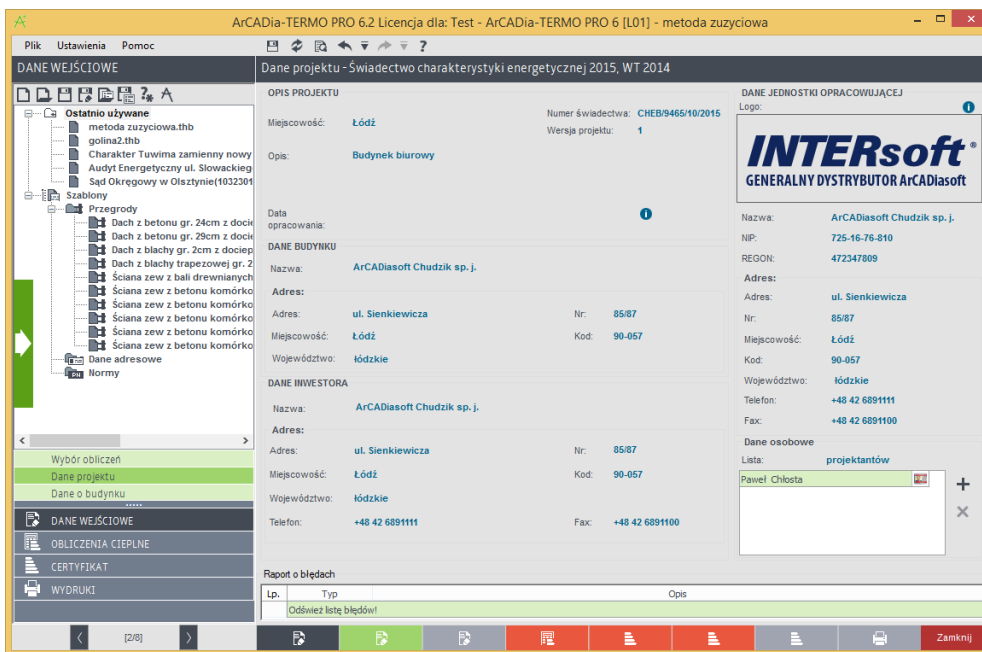 ArCADia-TERMO PRO 6.2 Licencja dla: Test - ArCADia-TERMO PRO 6 [L01] - metoda zuzyciowa
Plik Ustawienia Pomoc
DANE WEJŚCIOWE
Ostatnio używane
metoda zuzyciowa.thb
golina2.thb
Charakter Tuwima zamienny nowy
Audyt Energetyczny ul. Slowackieg
Sąd Okręgowy w Olsztynie(1032301
Szablony
Przegrody
Dach z betonu gr. 24cm z docie
Dach z betonu gr. 29cm z docie
Dach z blachy gr. 2cm z dociep
Dach z blachy trapezowej gr. 2
Ściana zew z bali drewnianych
Ściana zew z betonu komórko
Ściana zew z betonu komórko
Ściana zew z betonu komórko
Ściana zew z betonu komórko
Ściana zew z betonu komórko
Dane adresowe
Normy
Wybór obliczeń
Dane projektu
Dane o budynku
DANE WEJŚCIOWE
OBLICZENIA CIEPLNE
CERTYFIKAT
WYDRUKI
[2/8]
Dane projektu - Świadectwo charakterystyki energetycznej 2015, WT 2014
OPIS PROJEKTU
Miejscowość: Łódź
Numer świadectwa: CHEB/9465/10/2015
Wersja projektu: 1
Opis: Budynek biurowy
Data
opracowania:
DANE BUDYNKU
Nazwa: ArCADiasoft Chudzik sp. j.
Adres:
Adres: ul. Sienkiewicza Nr: 85/87
Miejscowość: Łódź Kod: 90-057
Województwo: łódzkie
DANE INWESTORA
Nazwa: ArCADiasoft Chudzik sp. j.
Adres:
Adres: ul. Sienkiewicza Nr: 85/87
Miejscowość: Łódź Kod: 90-057
Województwo: łódzkie
Telefon: +48 42 6891111 Fax: +48 42 6891100
DANE JEDNOSTKI OPRACOWUJĄCEJ
Logo:
INTERsoft®
GENERALNY DYSTRYBUTOR ArCADiasoft
Nazwa: ArCADiasoft Chudzik sp. j.
NIP: 725-16-76-810
REGON: 472347809
Adres:
Adres: ul. Sienkiewicza
Nr: 85/87
Miejscowość: Łódź
Kod: 90-057
Województwo: łódzkie
Telefon: +48 42 6891111
Fax: +48 42 6891100
Dane osobowe
Lista: projektantów
Paweł Chłosta
Raport o błędach
Lp. Typ Opis
Odśwież listę błędów!
Zamknij